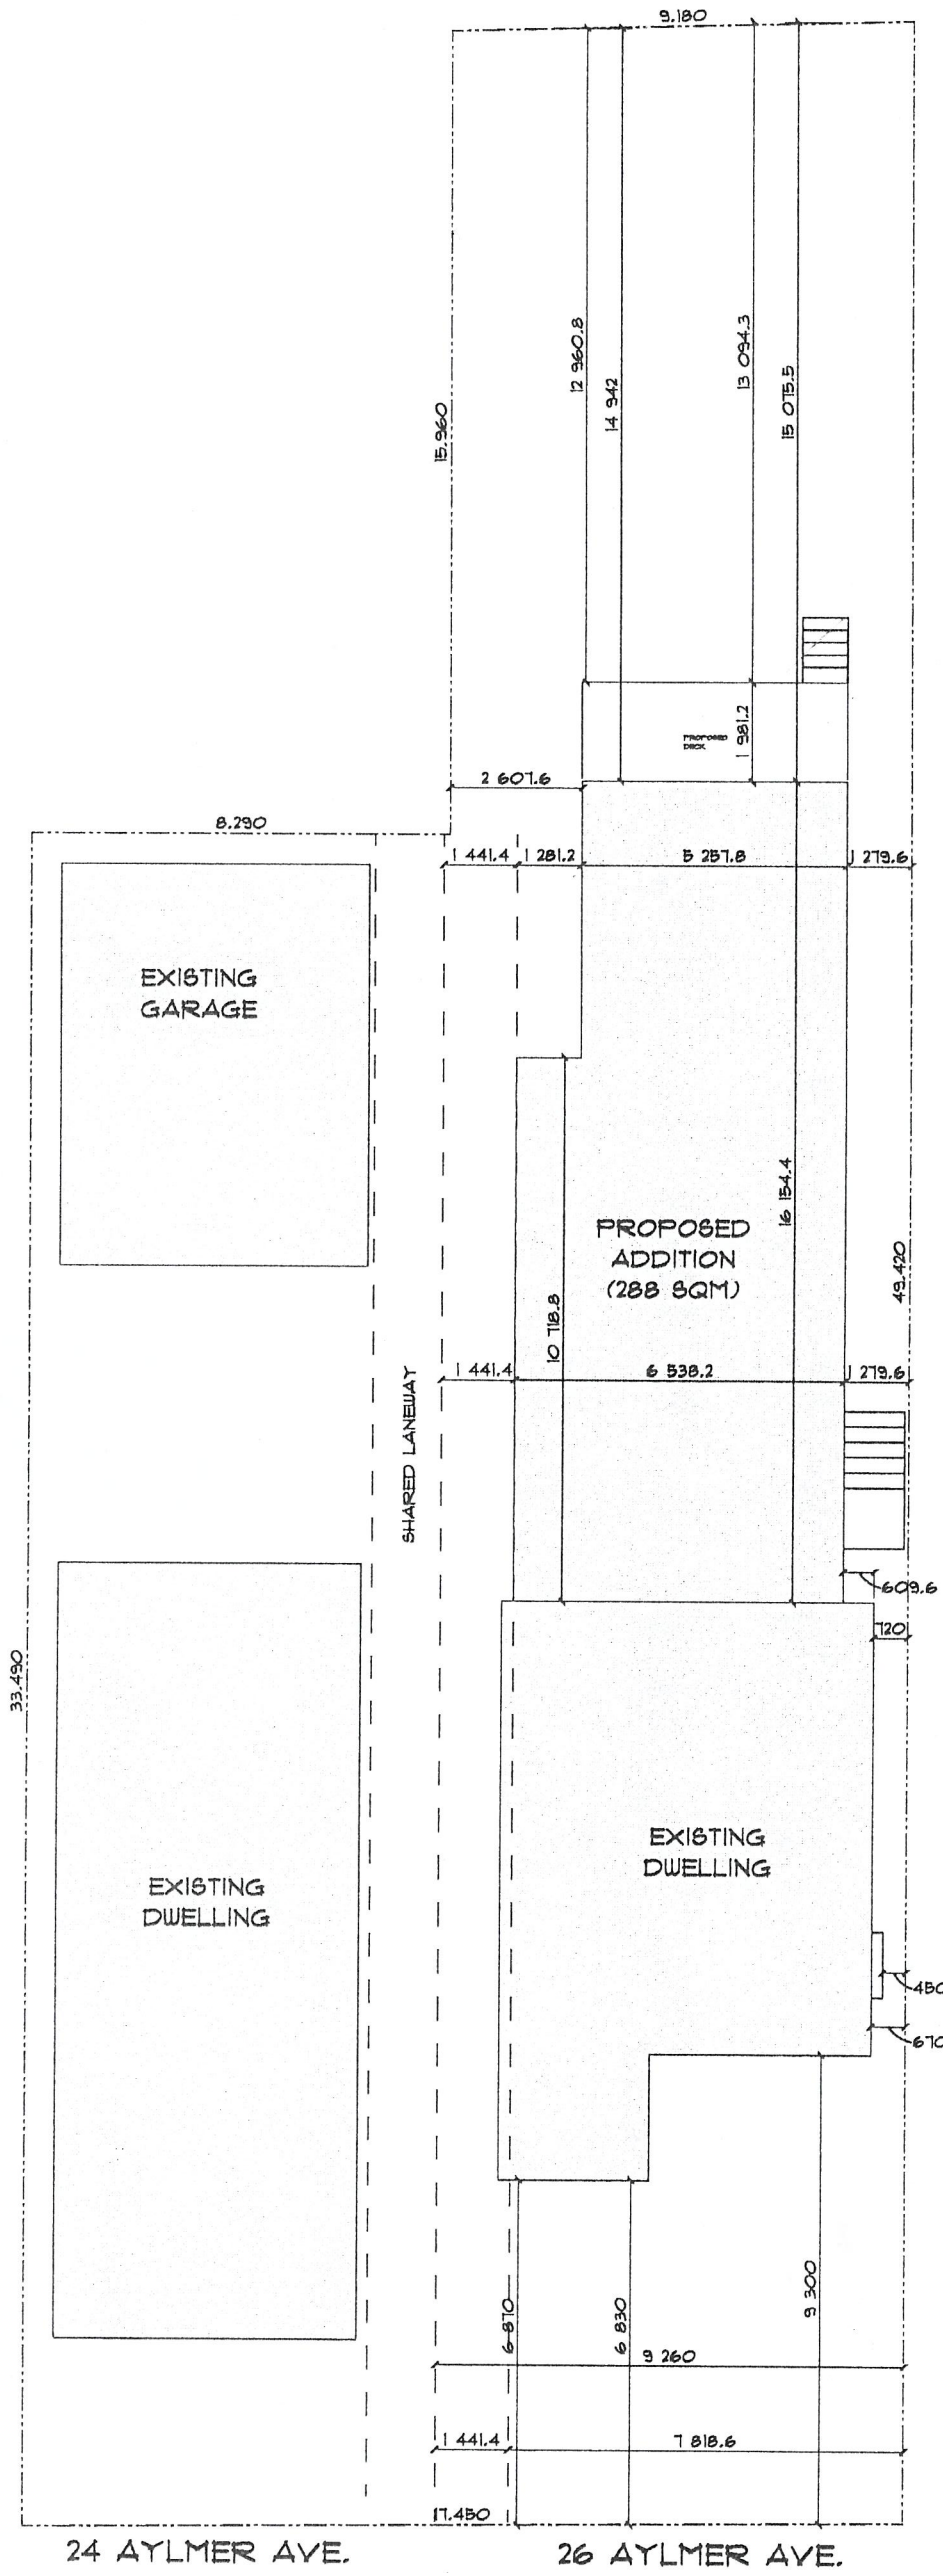 9.180
12 960.8
14 942
13 094.3
15 075.5
15.960
PROPOSED
DECK
1 981.2
2 607.6
8.290
1 441.4
1 281.2
5 257.8
1 279.6
EXISTING
GARAGE
16 154.4
PROPOSED
ADDITION
(288 SQM)
49.420
10 718.8
1 441.4
6 538.2
1 279.6
SHARED LANEWAY
609.6
720
33.490
EXISTING
DWELLING
EXISTING
DWELLING
450
670
6 870
6 830
9 300
9 260
1 441.4
7 818.6
17.450
24 AYLMER AVE.
26 AYLMER AVE.